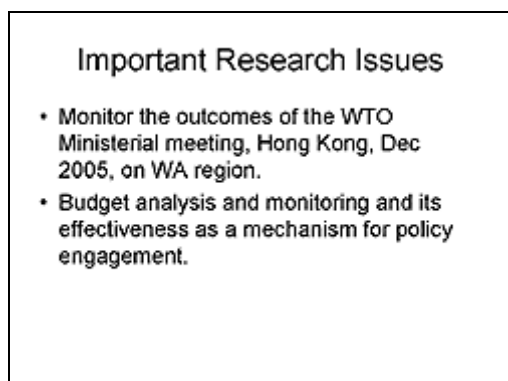 Important Research Issues
• Monitor the outcomes of the WTO
Ministerial meeting, Hong Kong, Dec
2005, on WA region.
• Budget analysis and monitoring and its
effectiveness as a mechanism for policy
engagement.